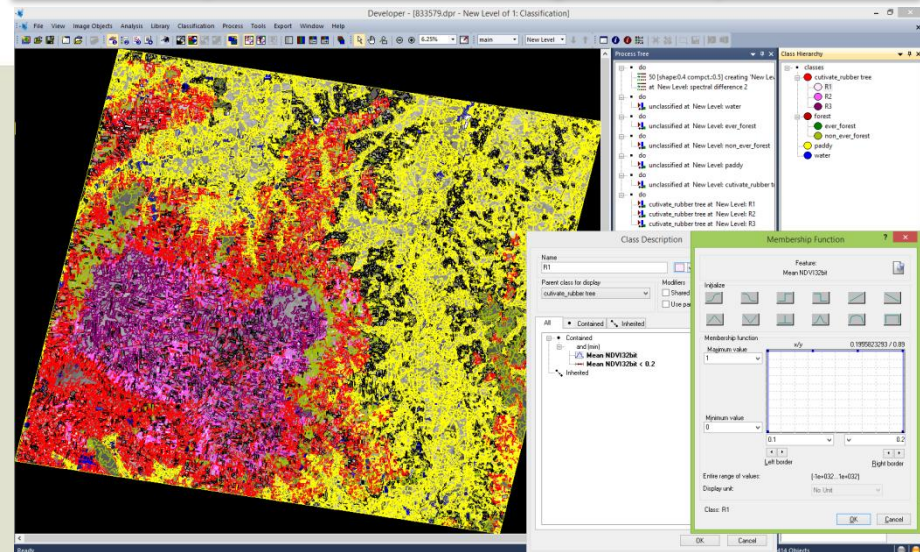 Developer - [B33579.dpr - New Level of 1: Classification]
File View Image Objects Analysis Library Classification Process Tools Export Window Help
6.25% main New Level
Process Tree
do
50 [shape:0.4 compct.:0.5] creating 'New Lev
at New Level: spectral difference 2
do
unclassified at New Level: water
do
unclassified at New Level: ever_forest
do
unclassified at New Level: non_ever_forest
do
unclassified at New Level: paddy
do
unclassified at New Level: cutivate_rubber t
do
cutivate_rubber tree at New Level: R1
cutivate_rubber tree at New Level: R2
cutivate_rubber tree at New Level: R3
Class Hierarchy
classes
cutivate_rubber tree
R1
R2
R3
forest
ever_forest
non_ever_forest
paddy
water
Class Description
Name
R1
Parent class for display
cutivate_rubber tree
Modifiers
Shared
Use par
All Contained Inherited
Contained
and (min)
Mean NDVI32bit
Mean NDVI32bit < 0.2
Inherited
OK Cancel
Membership Function
Feature:
Mean NDVI32bit
Initialize
Membership function
Maximum value
1
x/y 0.1995023293 / 0.89
Minimum value
0
0.1 0.2
Left border Right border
Entire range of values: [-1e+032...1e+032]
Display unit: No Unit
Class: R1
OK Cancel
Ready
414 Objects